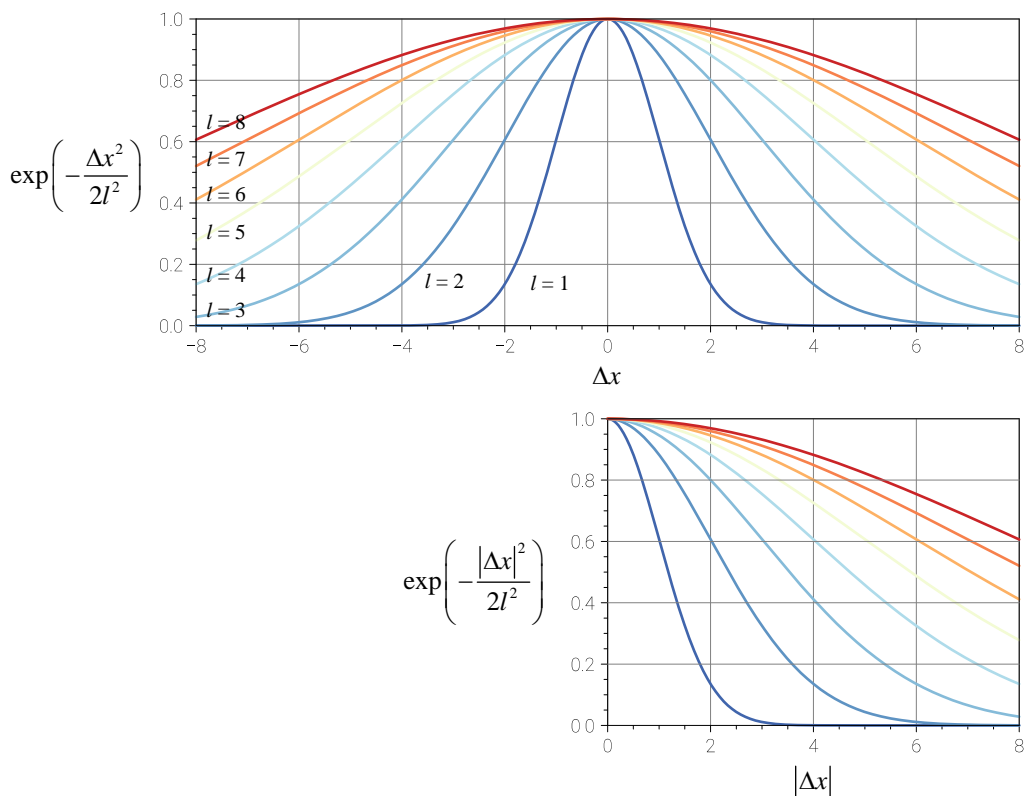 1.0
0.8
0.6
0.4
0.2
0.0
exp(−Δx²/2l²)
l = 8
l = 7
l = 6
l = 5
l = 4
l = 3
l = 2
l = 1
−8 −6 −4 −2 0 2 4 6 8
Δx
1.0
0.8
0.6
0.4
0.2
0.0
exp(−|Δx|²/2l²)
0 2 4 6 8
|Δx|